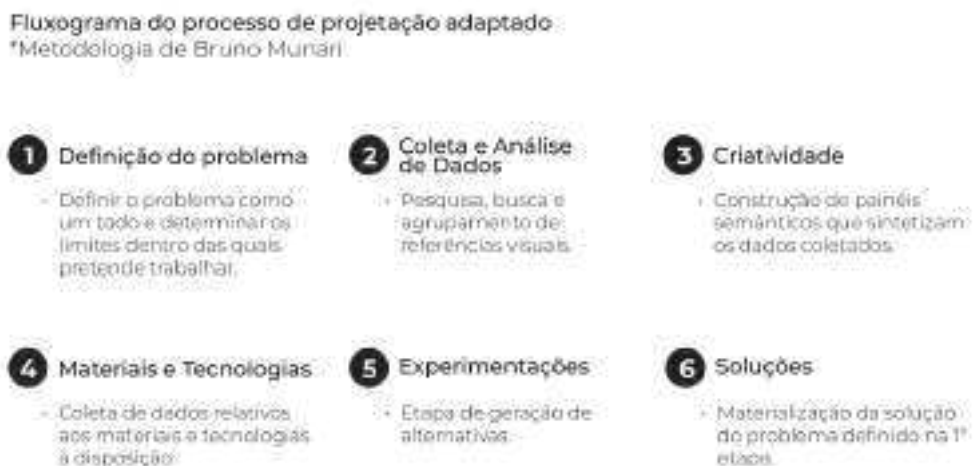 Fluxograma do processo de projetação adaptado
*Metodologia de Bruno Munari
1 Definição do problema
- Definir o problema como
um todo e determinar os
limites dentro das quais
pretende trabalhar.
2 Coleta e Análise
de Dados
- Pesquisa, busca e
agrupamento de
referências visuais.
3 Criatividade
- Construção de painéis
semânticos que sintetizam
os dados coletados.
4 Materiais e Tecnologias
- Coleta de dados relativos
aos materiais e tecnologias
à disposição
5 Experimentações
- Etapa de geração de
alternativas.
6 Soluções
- Materialização da solução
do problema definido na 1ª
etapa.